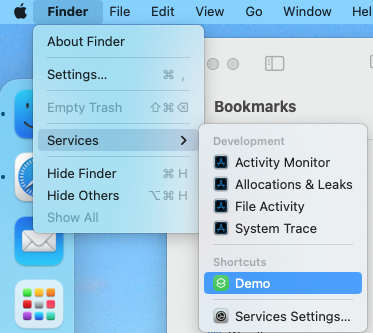 Finder File Edit View Go Window Hel
About Finder
Settings... ⌘ ,
Empty Trash ⇧⌘⌫
Services
Hide Finder ⌘ H
Hide Others ⌥⌘ H
Show All
Bookmarks
Development
Activity Monitor
Allocations & Leaks
File Activity
System Trace
Shortcuts
Demo
Services Settings...